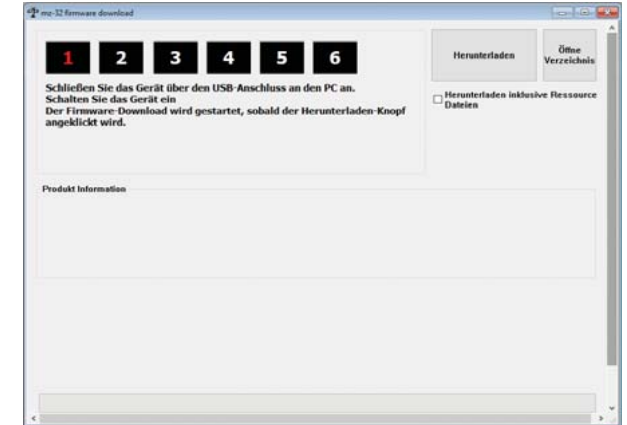 mz-32 firmware download
1 2 3 4 5 6
Schließen Sie das Gerät über den USB-Anschluss an den PC an.
Schalten Sie das Gerät ein
Der Firmware-Download wird gestartet, sobald der Herunterladen-Knopf
angeklickt wird.
Herunterladen
Öffne
Verzeichnis
Herunterladen inklusive Ressource
Dateien
Produkt Information